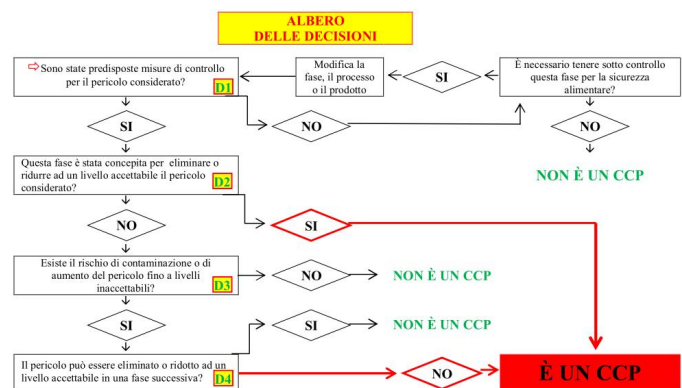 ALBERO
DELLE DECISIONI
⇨Sono state predisposte misure di controllo
per il pericolo considerato?
D1
Modifica la
fase, il processo
o il prodotto
SI
È necessario tenere sotto controllo
questa fase per la sicurezza
alimentare?
SI
NO
NO
NON È UN CCP
Questa fase è stata concepita per eliminare o
ridurre ad un livello accettabile il pericolo
considerato?
D2
NO
SI
Esiste il rischio di contaminazione o di
aumento del pericolo fino a livelli
inaccettabili?
D3
NO
NON È UN CCP
SI
SI
NON È UN CCP
Il pericolo può essere eliminato o ridotto ad un
livello accettabile in una fase successiva?
D4
NO
È UN CCP